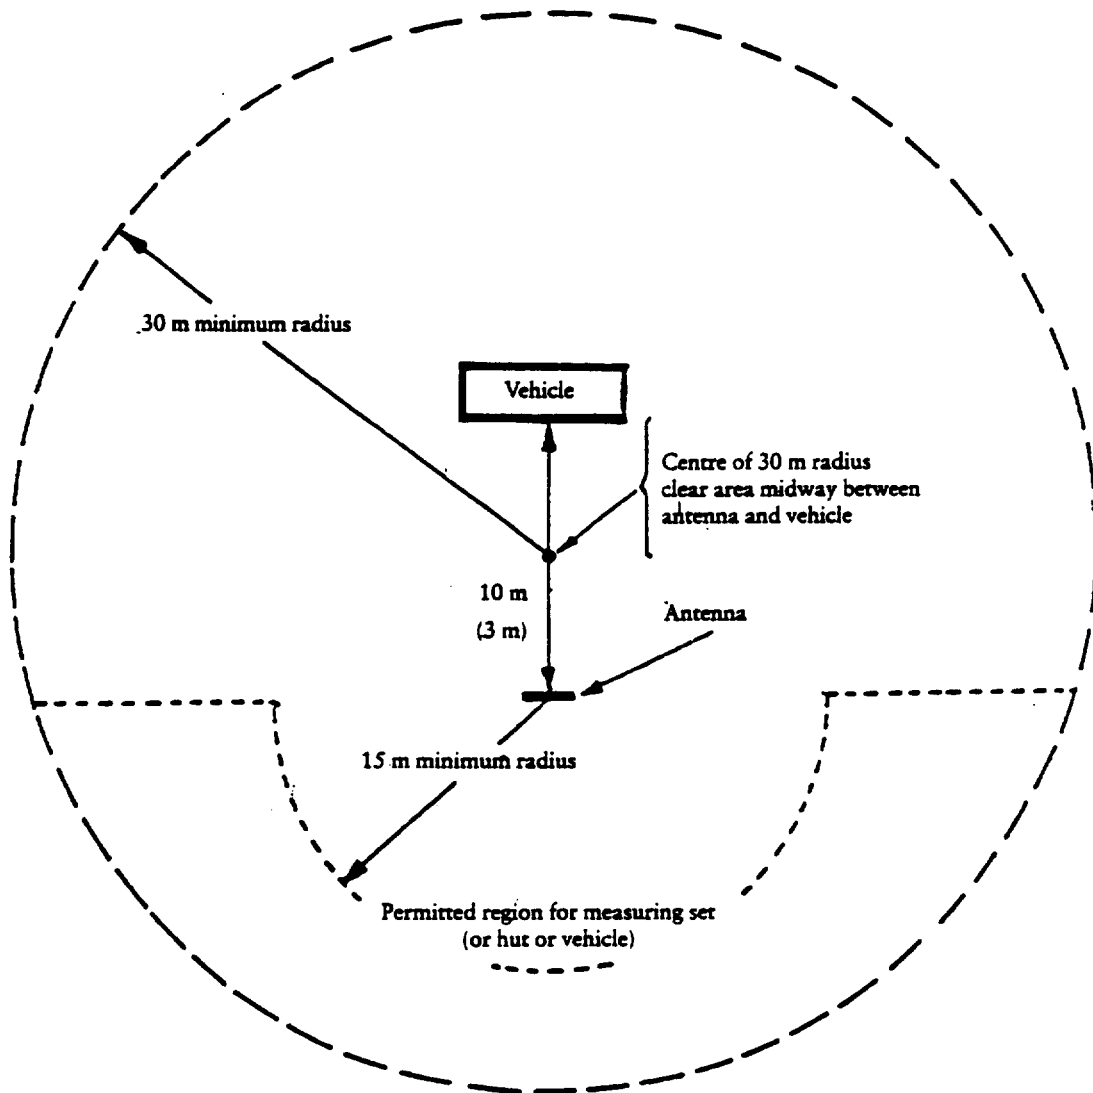 30 m minimum radius
Vehicle
Centre of 30 m radius
clear area midway between
antenna and vehicle
10 m
(3 m)
Antenna
15 m minimum radius
Permitted region for measuring set
(or hut or vehicle)